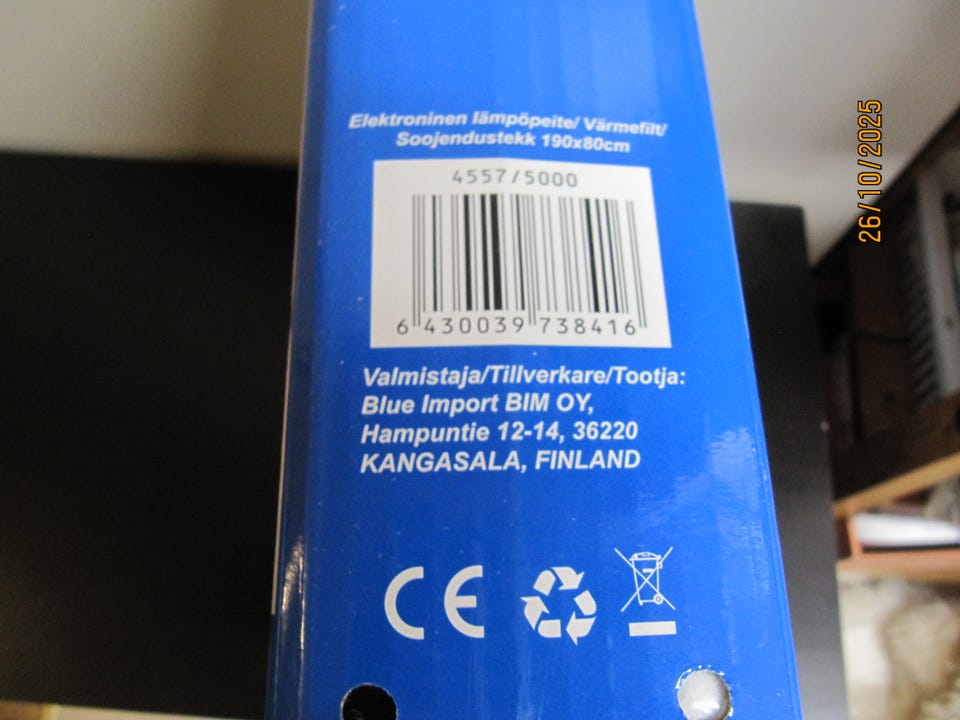 Elektroninen lämpöpeite/ Värmefilt/
Soojendustekk 190x80cm
4557/5000
6 430039 738416
Valmistaja/Tillverkare/Tootja:
Blue Import BIM OY,
Hampuntie 12-14, 36220
KANGASALA, FINLAND
CE
26/10/2025